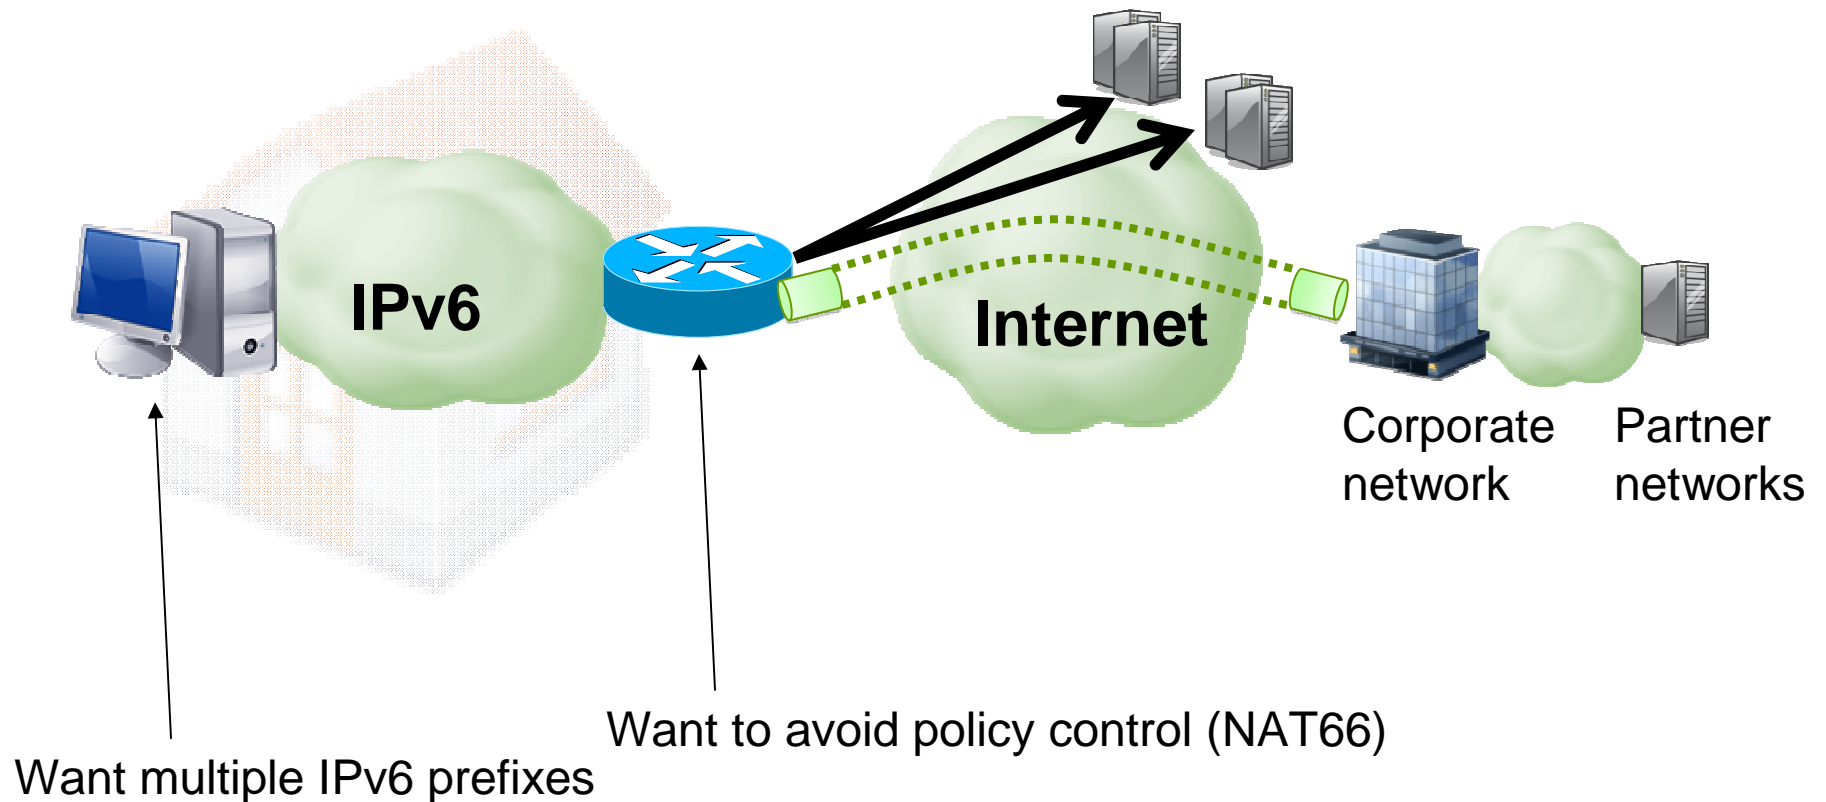 IPv6
Internet
Corporate
network
Partner
networks
Want to avoid policy control (NAT66)
Want multiple IPv6 prefixes